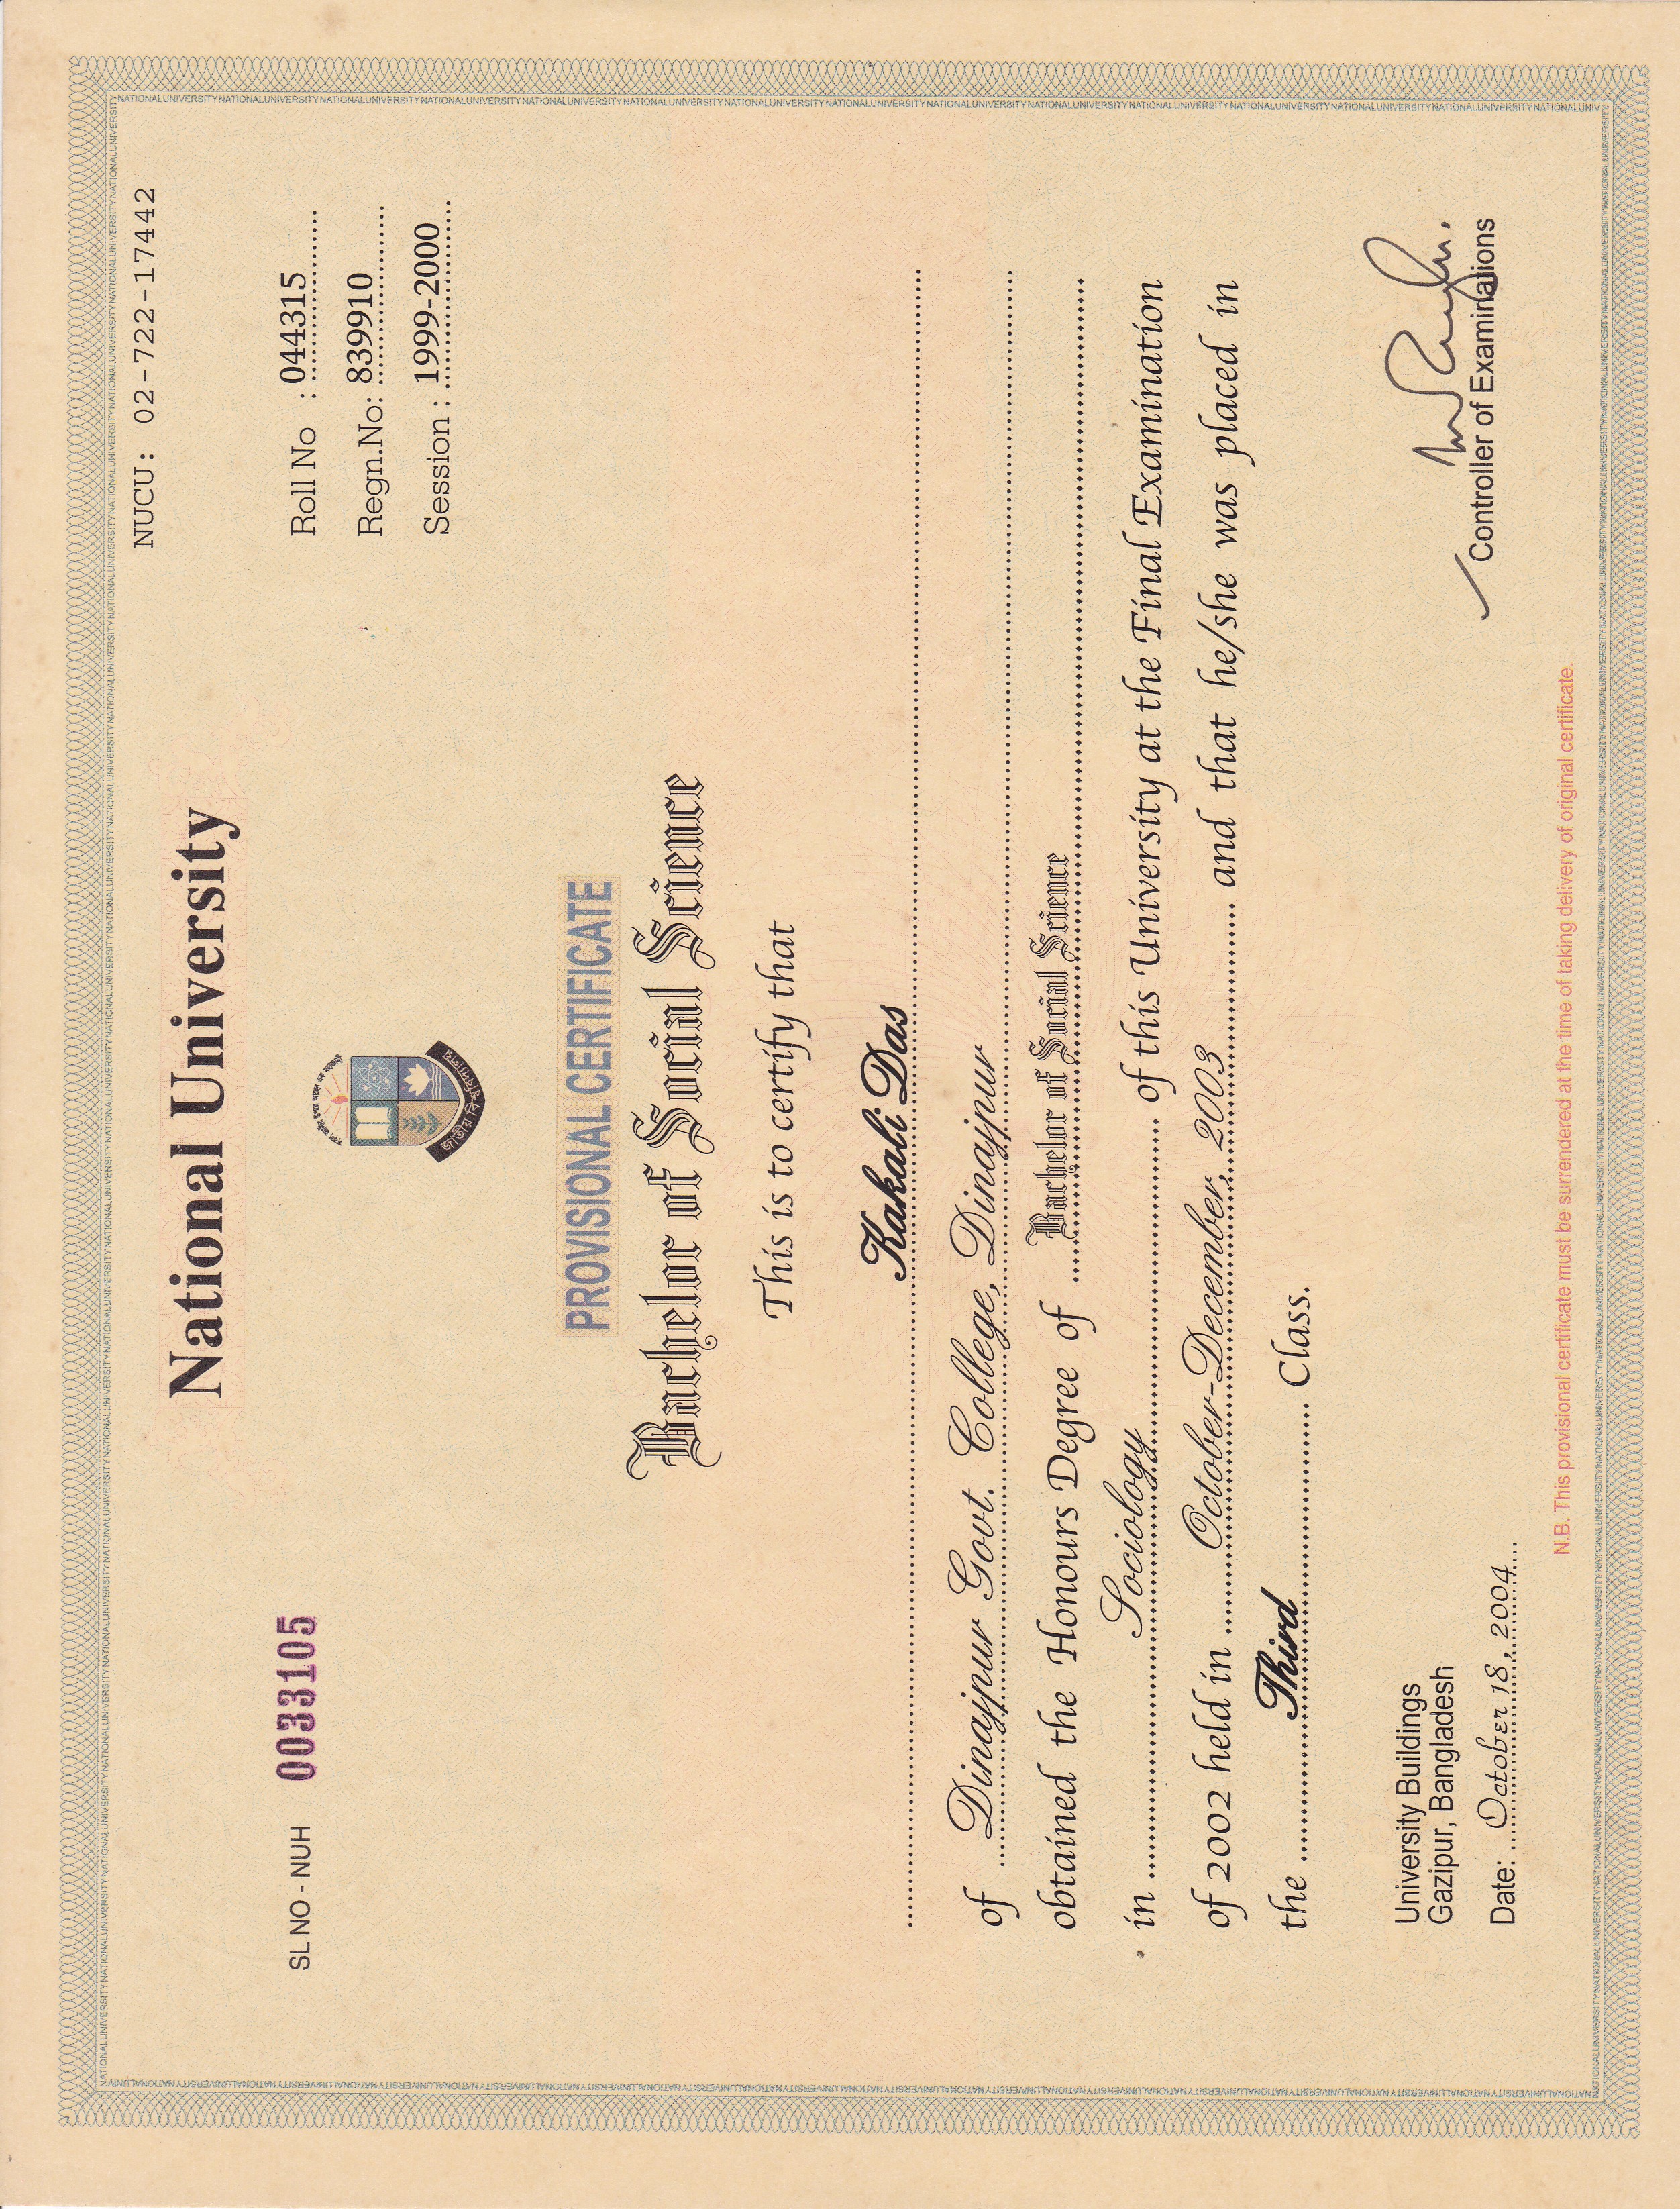 NUCU: 02-722-17442
National University
SL NO - NUH 0033105
Roll No : 044315
Regn.No: 839910
Session : 1999-2000
জাতীয় বিশ্ববিদ্যালয়
PROVISIONAL CERTIFICATE
Bachelor of Social Science
This is to certify that
Kakali Das
of Dinajpur Govt. College, Dinajpur
obtained the Honours Degree of Bachelor of Social Science
in Sociology of this University at the Final Examination
of 2002 held in October-December, 2003 and that he/she was placed in
the Third Class.
University Buildings
Gazipur, Bangladesh
Date: October 18, 2004
Controller of Examinations
N.B. This provisional certificate must be surrendered at the time of taking delivery of original certificate.